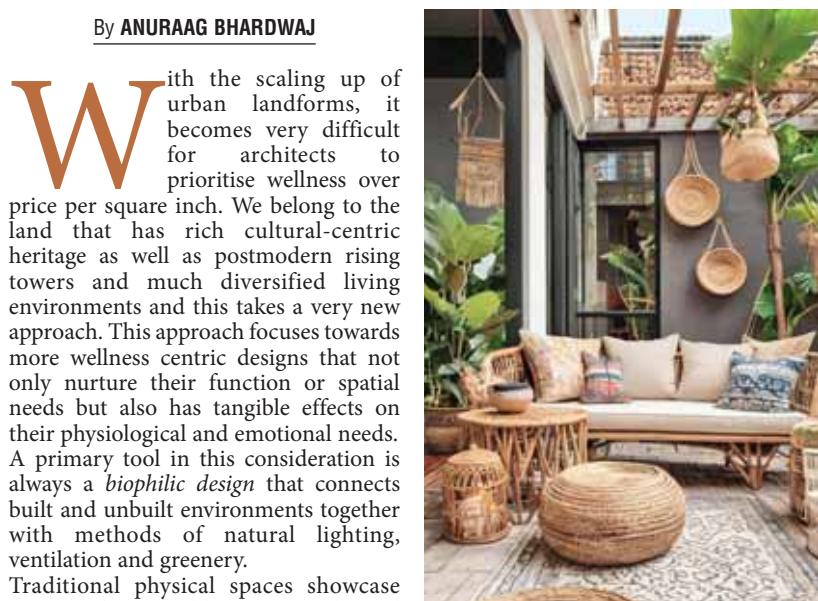 By ANURAAG BHARDWAJ
With the scaling up of
urban landforms, it
becomes very difficult
for architects to
prioritise wellness over
price per square inch. We belong to the
land that has rich cultural-centric
heritage as well as postmodern rising
towers and much diversified living
environments and this takes a very new
approach. This approach focuses towards
more wellness centric designs that not
only nurture their function or spatial
needs but also has tangible effects on
their physiological and emotional needs.
A primary tool in this consideration is
always a biophilic design that connects
built and unbuilt environments together
with methods of natural lighting,
ventilation and greenery.
Traditional physical spaces showcase